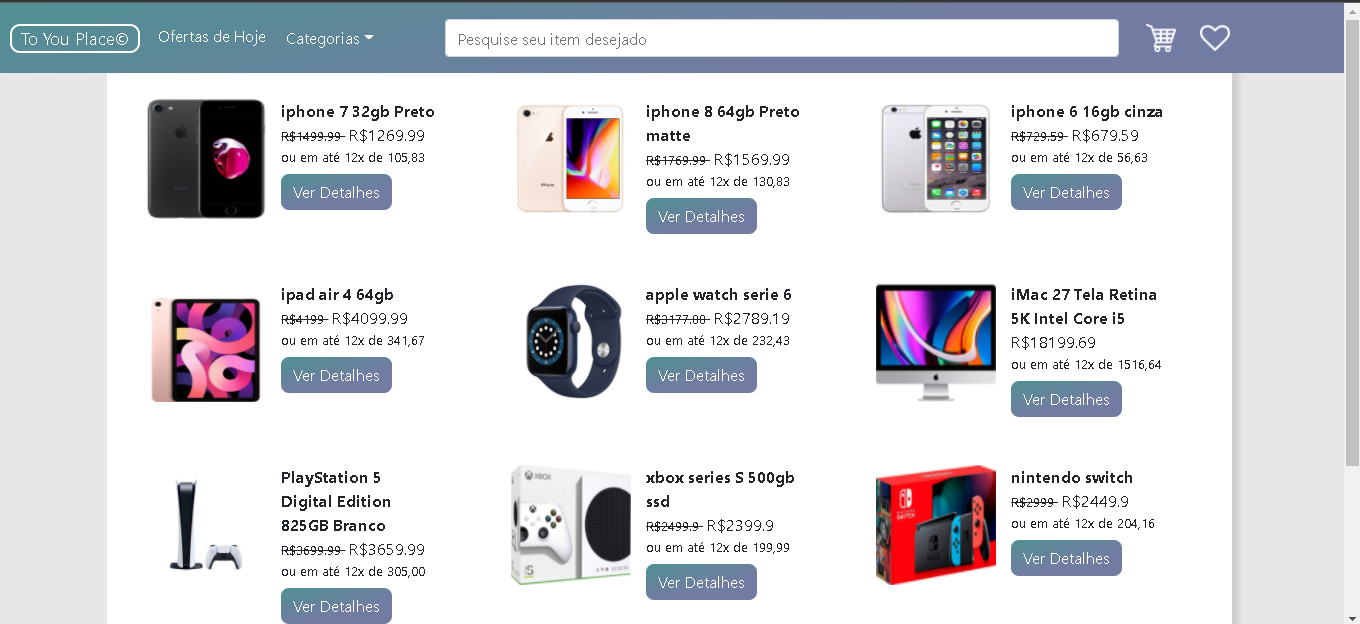 To You Place©
Ofertas de Hoje
Categorias
Pesquise seu item desejado
iphone 7 32gb Preto
R$1499.99 R$1269.99
ou em até 12x de 105,83
Ver Detalhes
iphone 8 64gb Preto
matte
R$1769.99 R$1569.99
ou em até 12x de 130,83
Ver Detalhes
iphone 6 16gb cinza
R$729.59 R$679.59
ou em até 12x de 56,63
Ver Detalhes
ipad air 4 64gb
R$4199 R$4099.99
ou em até 12x de 341,67
Ver Detalhes
apple watch serie 6
R$3177.00 R$2789.19
ou em até 12x de 232,43
Ver Detalhes
iMac 27 Tela Retina
5K Intel Core i5
R$18199.69
ou em até 12x de 1516,64
Ver Detalhes
PlayStation 5
Digital Edition
825GB Branco
R$3699.99 R$3659.99
ou em até 12x de 305,00
Ver Detalhes
XBOX
S
xbox series S 500gb
ssd
R$2499.9 R$2399.9
ou em até 12x de 199,99
Ver Detalhes
SWITCH
nintendo switch
R$2999 R$2449.9
ou em até 12x de 204,16
Ver Detalhes